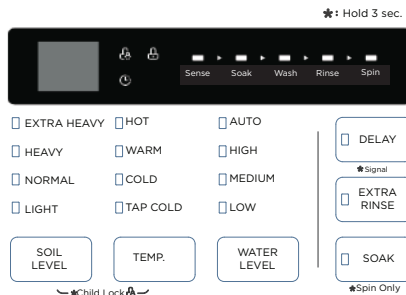 ✱: Hold 3 sec.
Sense Soak Wash Rinse Spin
EXTRA HEAVY HOT AUTO
HEAVY WARM HIGH
NORMAL COLD MEDIUM
LIGHT TAP COLD LOW
DELAY
✱Signal
EXTRA
RINSE
SOIL
LEVEL
TEMP.
WATER
LEVEL
SOAK
✱Child Lock
✱Spin Only